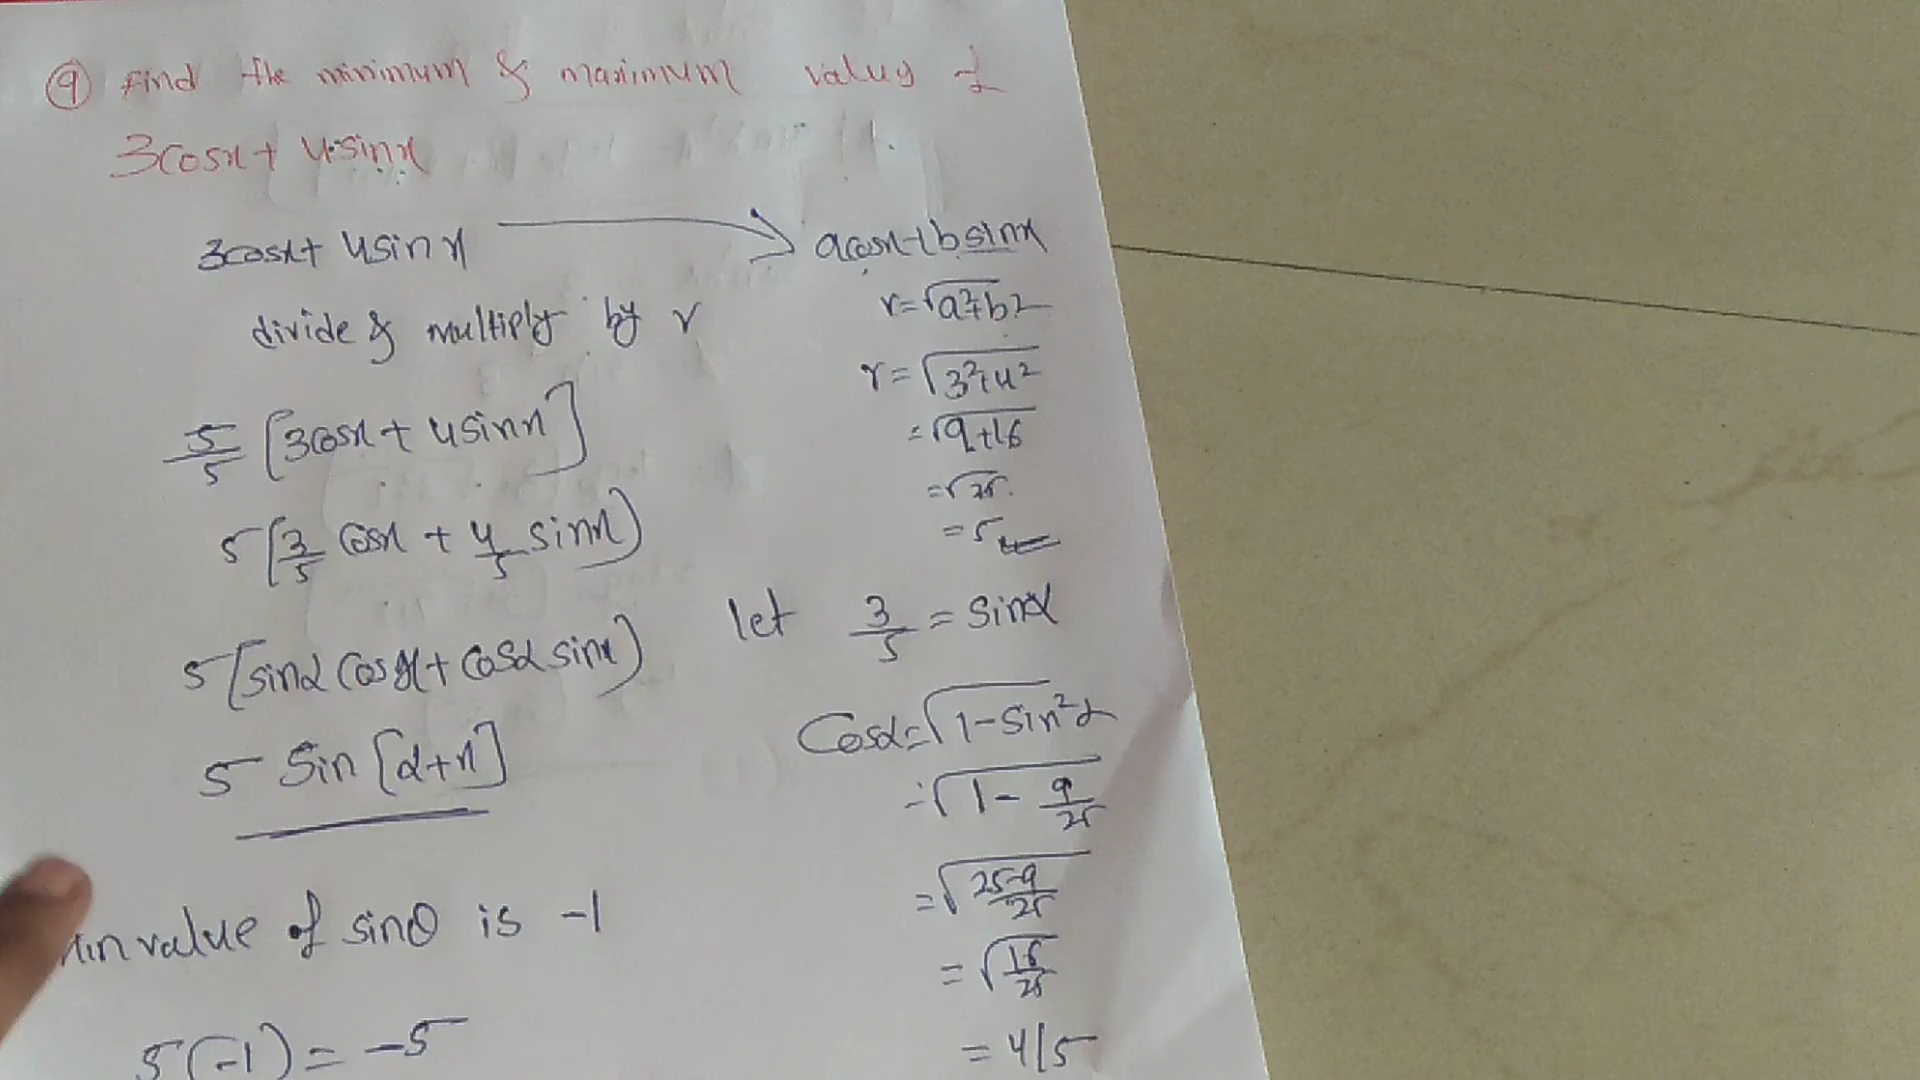 9 Find the minimum & maximum value of
3cosx + 4sinx
3cosx + 4sinx
divide & multiply by r
5/5 [3cosx + 4sinx]
5[3/5 cosx + 4/5 sinx)
5[sinα cosx + cosα sinx)
5 sin[α+x]
value of sinθ is -1
5(-1) = -5
acosx + bsinx
r = √a²+b²
r = √3²+4²
= √9+16
= √25.
= 5
let 3/5 = sinα
Cosα = √1-sin²α
= √1 - 9/25
= √25-9/25
= √16/25
= 4/5